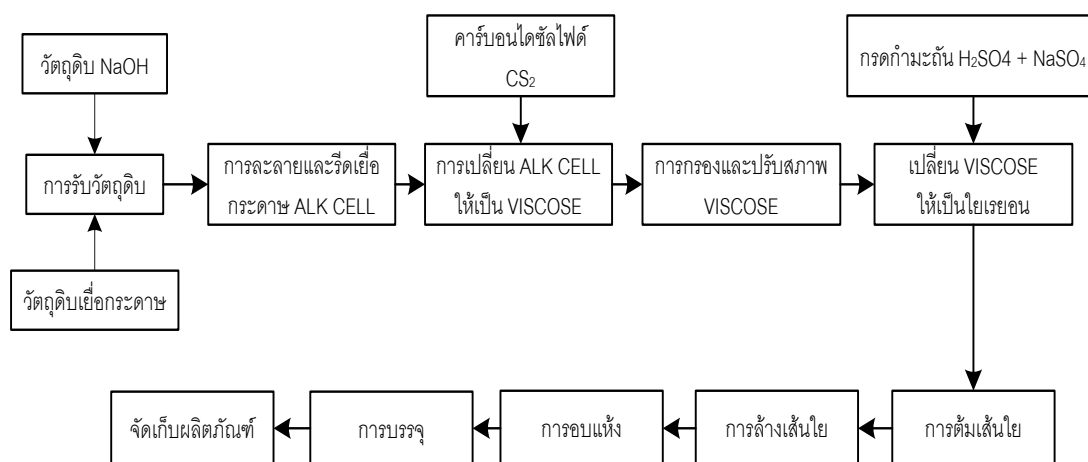 วัตถุดิบ NaOH
คาร์บอนไดซัลไฟด์
CS₂
กรดกำมะถัน H₂SO4 + NaSO₄
การรับวัตถุดิบ
การละลายและรีดเยื่อ
กระดาษ ALK CELL
การเปลี่ยน ALK CELL
ให้เป็น VISCOSE
การกรองและปรับสภาพ
VISCOSE
เปลี่ยน VISCOSE
ให้เป็นใยเรยอน
วัตถุดิบเยื่อกระดาษ
จัดเก็บผลิตภัณฑ์
การบรรจุ
การอบแห้ง
การล้างเส้นใย
การต้มเส้นใย